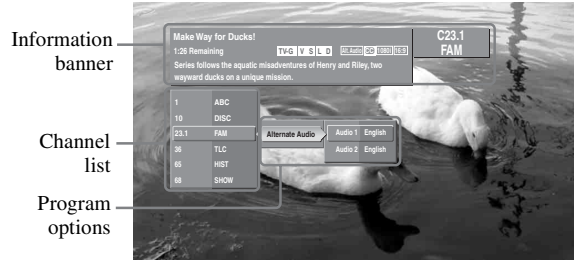 Information
banner
Make Way for Ducks!
1:26 Remaining
TV-G V S L D Alt. Audio CC 1080i 16:9
Series follows the aquatic misadventures of Henry and Riley, two
wayward ducks on a unique mission.
C23.1
FAM
Channel
list
1 ABC
10 DISC
23.1 FAM
36 TLC
65 HIST
68 SHOW
Alternate Audio
Audio 1 English
Audio 2 English
Program
options